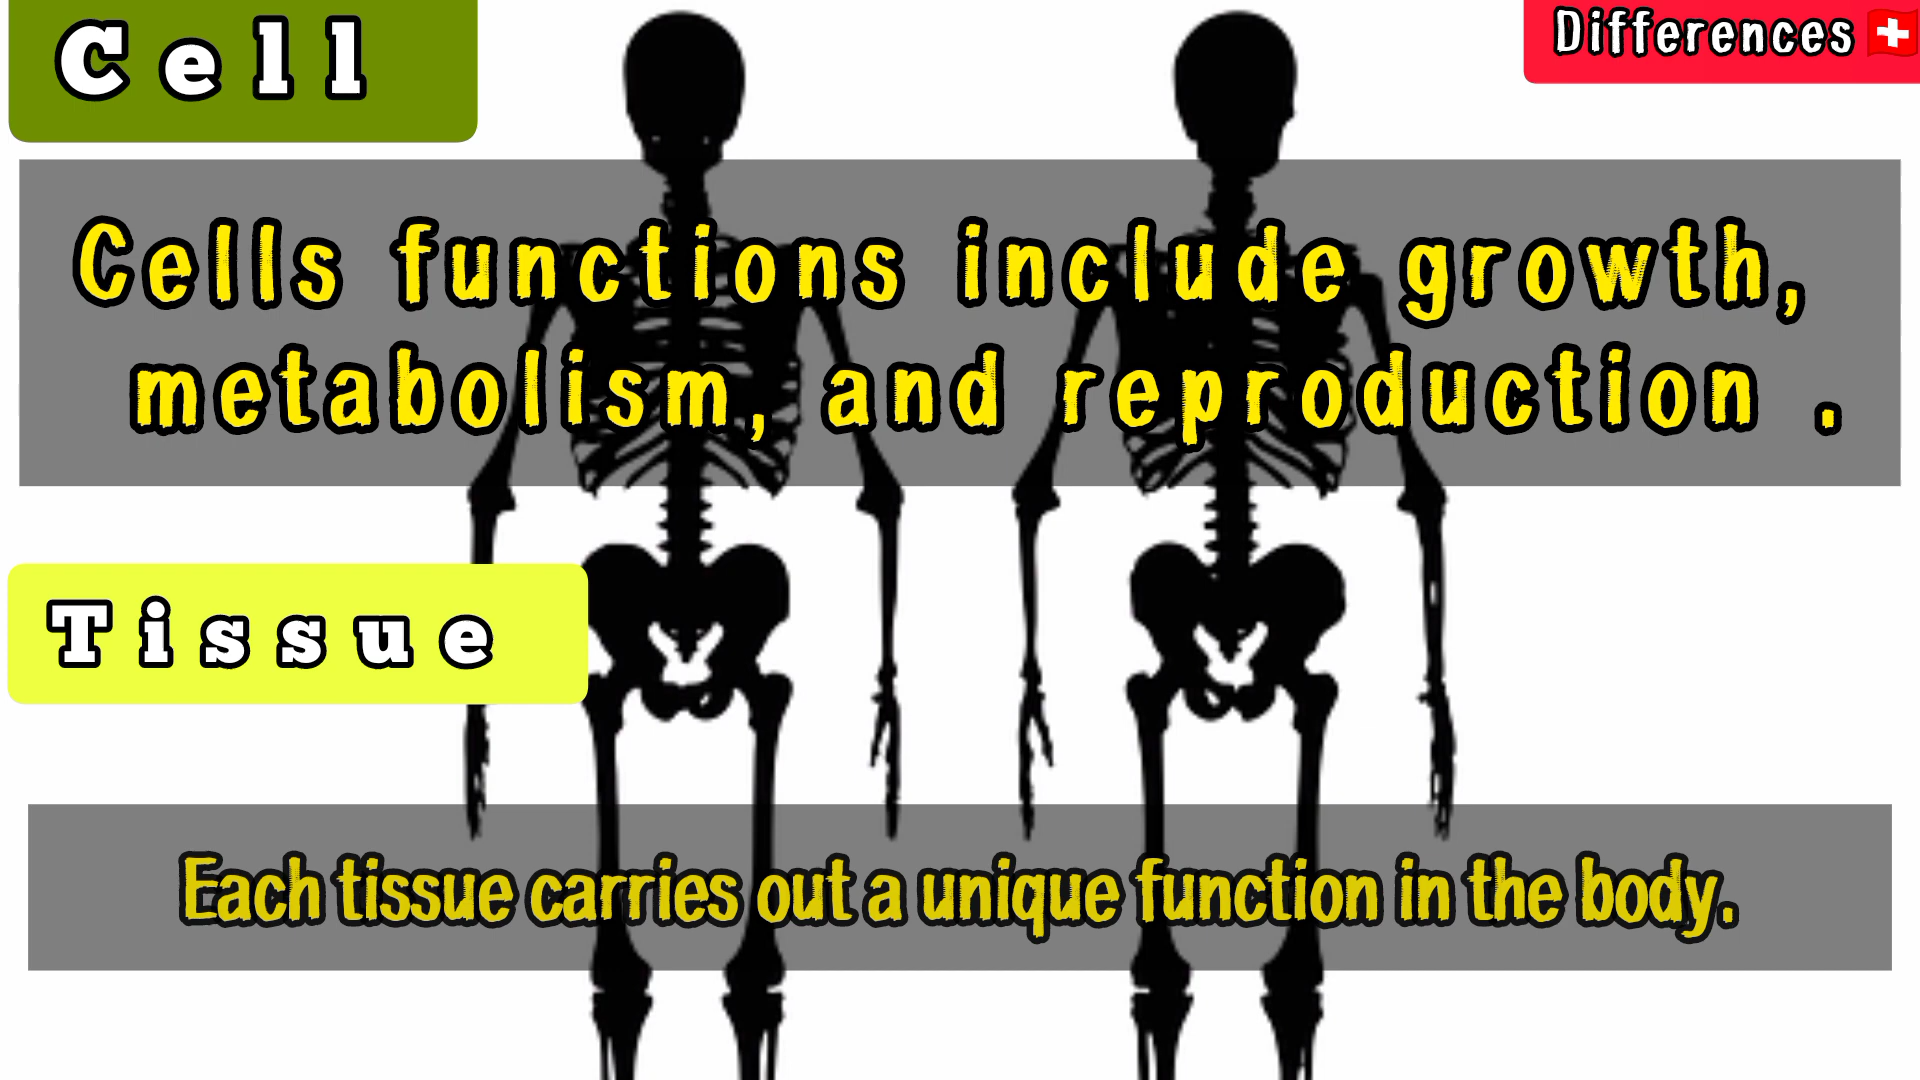 Cell
Differences 🇨🇭
Cells functions include growth,
metabolism, and reproduction .
Tissue
Each tissue carries out a unique function in the body.